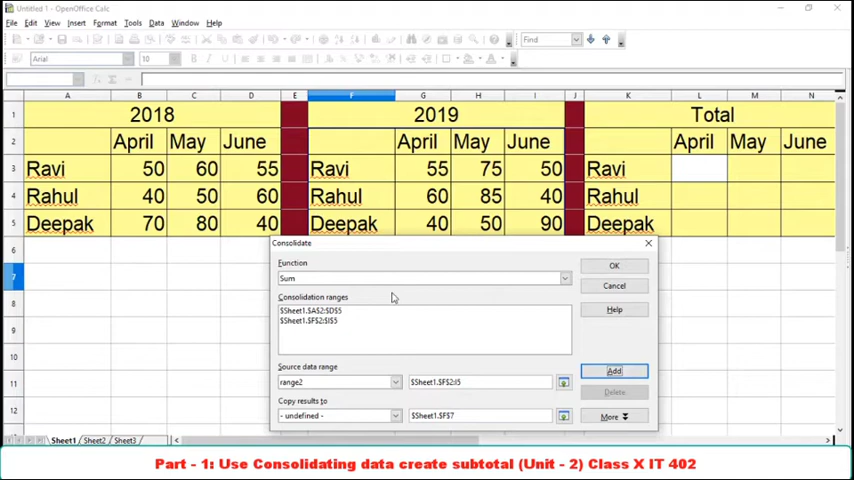 Untitled 1 - OpenOffice Calc
File Edit View Insert Format Tools Data Window Help
Find
Arial 10
A B C D E F G H I J K L M N
1 2018 2019 Total
2 April May June April May June April May June
3 Ravi 50 60 55 Ravi 55 75 50 Ravi
4 Rahul 40 50 60 Rahul 60 85 40 Rahul
5 Deepak 70 80 40 Deepak 40 50 90 Deepak
6
7
8
9
10
11
12
Consolidate
Function
Sum
OK
Cancel
Consolidation ranges
$Sheet1.$A$2:$D$5
$Sheet1.$F$2:$I$5
Help
Source data range
Add
range2 $Sheet1.$F$2:I5
Delete
Copy results to
- undefined - $Sheet1.$F$7
More
Sheet1 Sheet2 Sheet3
Part - 1: Use Consolidating data create subtotal (Unit - 2) Class X IT 402